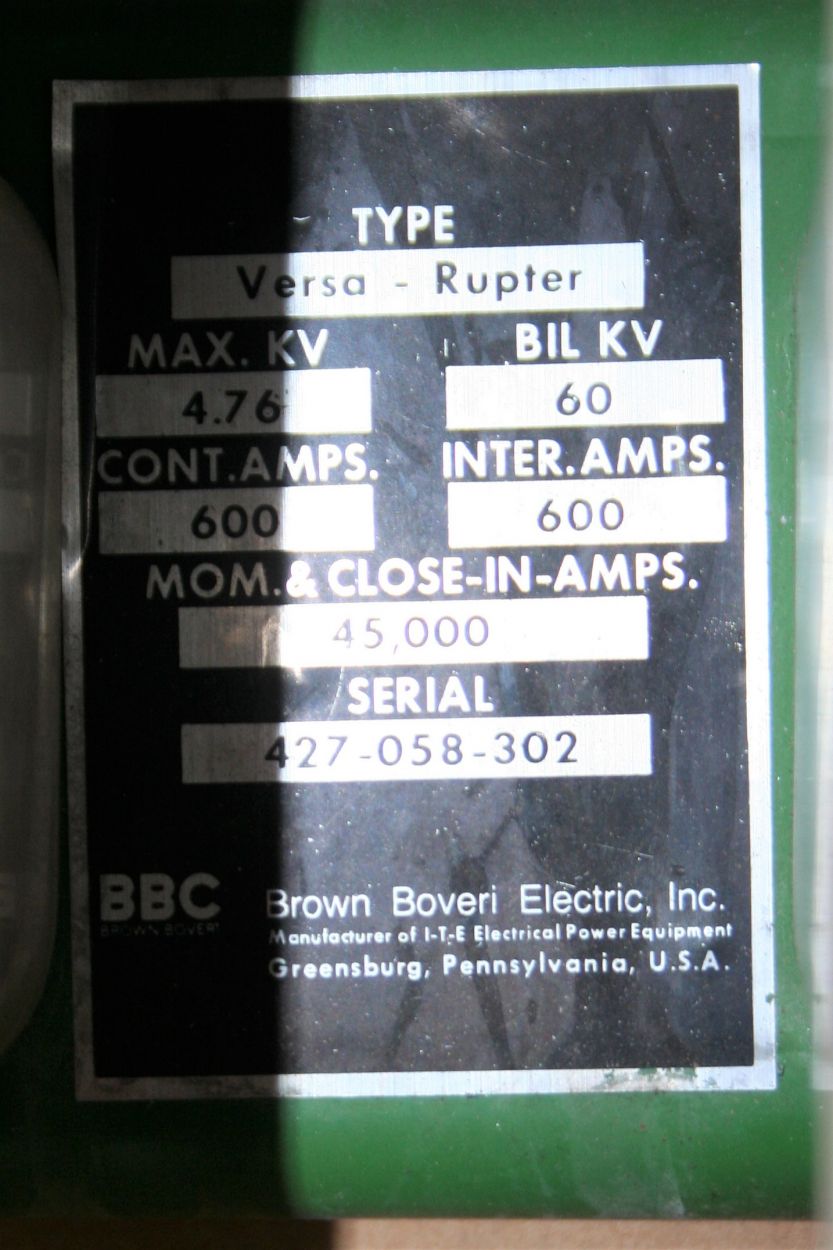 TYPE
Versa - Rupter
MAX. KV BIL KV
4.76 60
CONT.AMPS. INTER.AMPS.
600 600
MOM.& CLOSE-IN-AMPS.
45,000
SERIAL
427-058-302
BBC Brown Boveri Electric, Inc.
BROWN BOVERI Manufacturer of I-T-E Electrical Power Equipment
Greensburg, Pennsylvania, U.S.A.